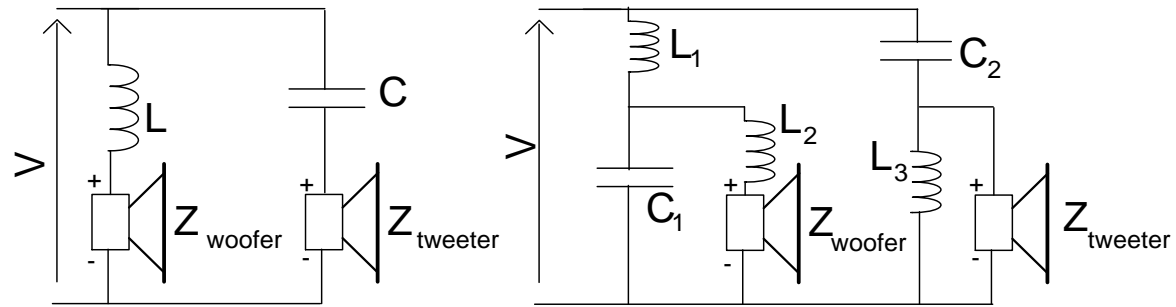 V
L
+
-
Z woofer
C
+
-
Z tweeter
V
L1
C1
L2
+
-
Z woofer
C2
L3
+
-
Z tweeter